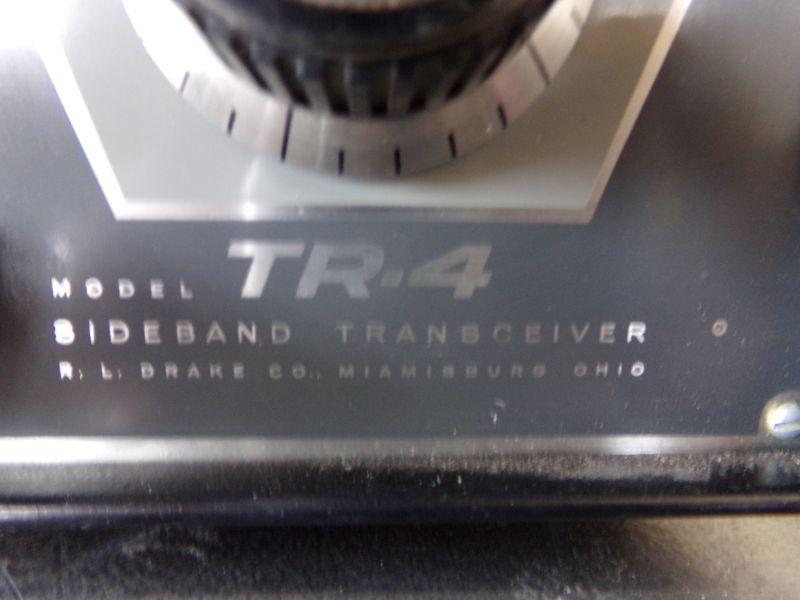 MODEL TR-4
SIDEBAND TRANSCEIVER
R. L. DRAKE CO., MIAMISBURG OHIO